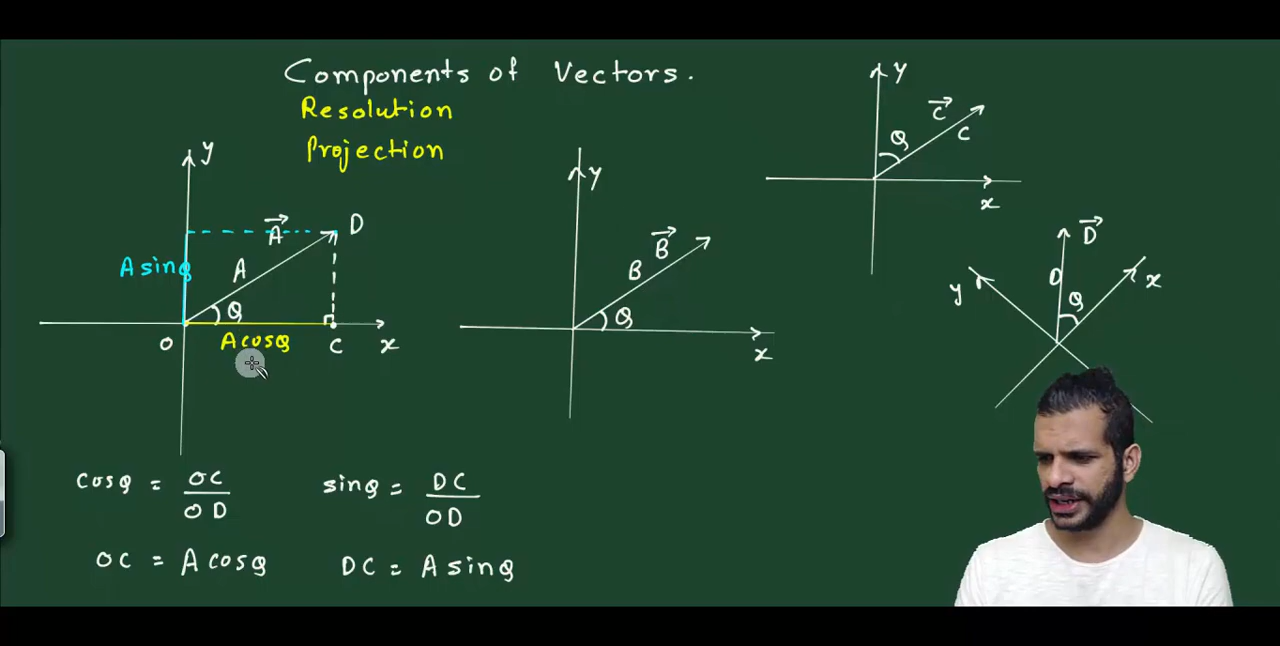 Components of Vectors.
Resolution
Projection
y
A⃗
D
A sinθ
A
θ
O
A cosθ
C
x
cosθ = OC / OD
sinθ = DC / OD
OC = A cosθ
DC = A sinθ
y
B⃗
B
θ
x
y
C⃗
C
θ
x
D⃗
D
θ
y
x